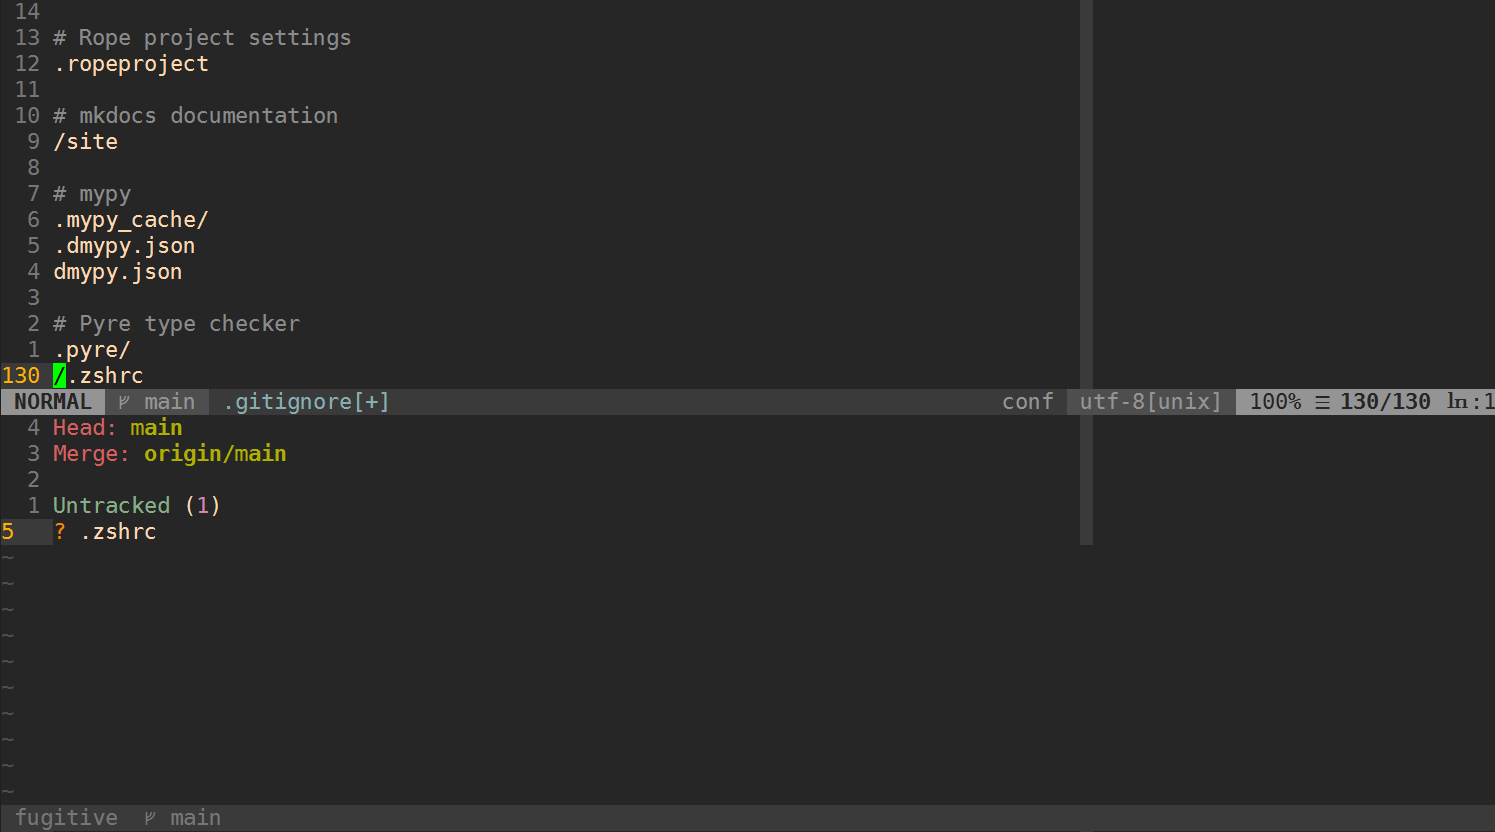 14
13 # Rope project settings
12 .ropeproject
11
10 # mkdocs documentation
9 /site
8
7 # mypy
6 .mypy_cache/
5 .dmypy.json
4 dmypy.json
3
2 # Pyre type checker
1 .pyre/
130 /.zshrc
NORMAL main .gitignore[+] conf utf-8[unix] 100% ☰ 130/130 ln:1
4 Head: main
3 Merge: origin/main
2
1 Untracked (1)
5 ? .zshrc
~
~
~
~
~
~
~
~
~
~
fugitive main